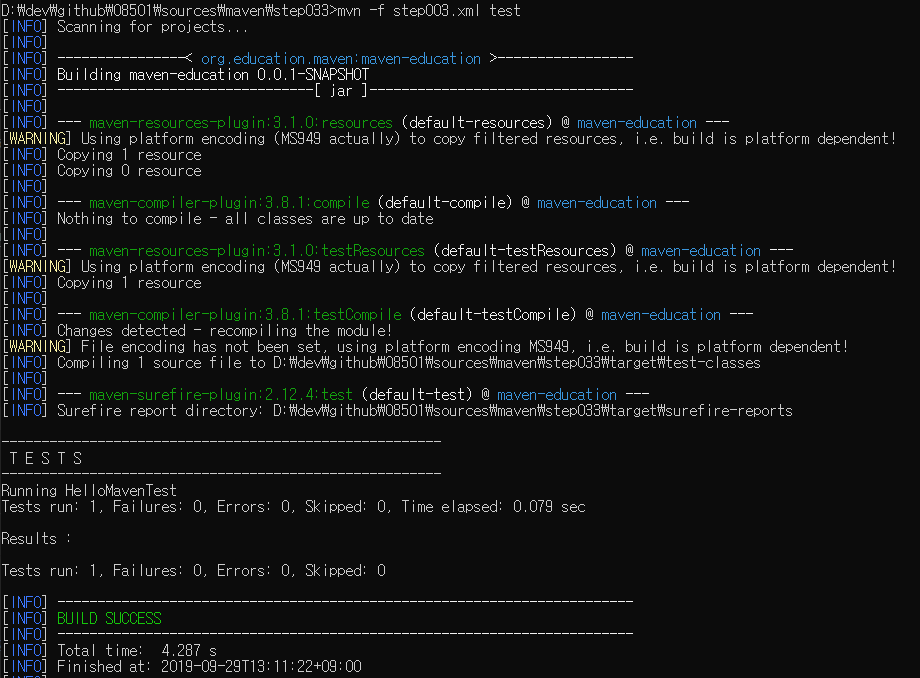 D:₩dev₩github₩08501₩sources₩maven₩step033>mvn -f step003.xml test
[INFO] Scanning for projects...
[INFO]
[INFO] ----------------< org.education.maven:maven-education >-----------------
[INFO] Building maven-education 0.0.1-SNAPSHOT
[INFO] --------------------------------[ jar ]---------------------------------
[INFO]
[INFO] --- maven-resources-plugin:3.1.0:resources (default-resources) @ maven-education ---
[WARNING] Using platform encoding (MS949 actually) to copy filtered resources, i.e. build is platform dependent!
[INFO] Copying 1 resource
[INFO] Copying 0 resource
[INFO]
[INFO] --- maven-compiler-plugin:3.8.1:compile (default-compile) @ maven-education ---
[INFO] Nothing to compile - all classes are up to date
[INFO]
[INFO] --- maven-resources-plugin:3.1.0:testResources (default-testResources) @ maven-education ---
[WARNING] Using platform encoding (MS949 actually) to copy filtered resources, i.e. build is platform dependent!
[INFO] Copying 1 resource
[INFO]
[INFO] --- maven-compiler-plugin:3.8.1:testCompile (default-testCompile) @ maven-education ---
[INFO] Changes detected - recompiling the module!
[WARNING] File encoding has not been set, using platform encoding MS949, i.e. build is platform dependent!
[INFO] Compiling 1 source file to D:₩dev₩github₩08501₩sources₩maven₩step033₩target₩test-classes
[INFO]
[INFO] --- maven-surefire-plugin:2.12.4:test (default-test) @ maven-education ---
[INFO] Surefire report directory: D:₩dev₩github₩08501₩sources₩maven₩step033₩target₩surefire-reports
-------------------------------------------------------
T E S T S
-------------------------------------------------------
Running HelloMavenTest
Tests run: 1, Failures: 0, Errors: 0, Skipped: 0, Time elapsed: 0.079 sec
Results :
Tests run: 1, Failures: 0, Errors: 0, Skipped: 0
[INFO] ------------------------------------------------------------------------
[INFO] BUILD SUCCESS
[INFO] ------------------------------------------------------------------------
[INFO] Total time:  4.287 s
[INFO] Finished at: 2019-09-29T13:11:22+09:00